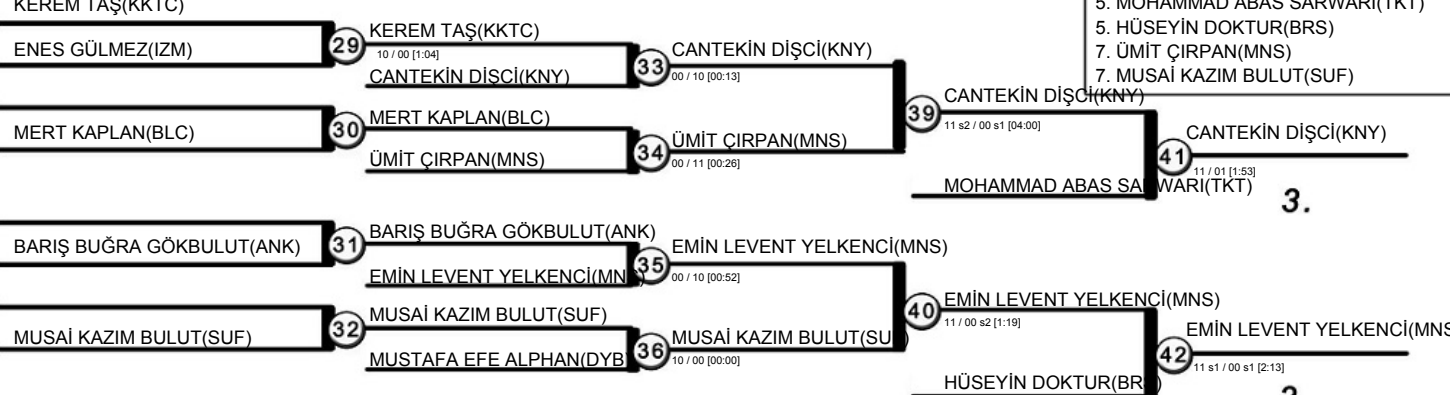 KEREM TAŞ(KKTC)
ENES GÜLMEZ(IZM)
29
KEREM TAŞ(KKTC)
10 / 00 [1:04]
CANTEKİN DİŞCİ(KNY)
33
CANTEKİN DİŞCİ(KNY)
00 / 10 [00:13]
MERT KAPLAN(BLC)
30
MERT KAPLAN(BLC)
ÜMİT ÇIRPAN(MNS)
34
ÜMİT ÇIRPAN(MNS)
00 / 11 [00:26]
39
CANTEKİN DİŞCİ(KNY)
11 s2 / 00 s1 [04:00]
MOHAMMAD ABAS SARWARI(TKT)
41
CANTEKİN DİŞCİ(KNY)
11 / 01 [1:53]
3.
5. MOHAMMAD ABAS SARWARI(TKT)
5. HÜSEYİN DOKTUR(BRS)
7. ÜMİT ÇIRPAN(MNS)
7. MUSAİ KAZIM BULUT(SUF)
BARIŞ BUĞRA GÖKBULUT(ANK)
31
BARIŞ BUĞRA GÖKBULUT(ANK)
EMİN LEVENT YELKENCİ(MNS)
35
EMİN LEVENT YELKENCİ(MNS)
00 / 10 [00:52]
MUSAİ KAZIM BULUT(SUF)
32
MUSAİ KAZIM BULUT(SUF)
MUSTAFA EFE ALPHAN(DYB)
36
MUSAİ KAZIM BULUT(SUF)
10 / 00 [00:00]
40
EMİN LEVENT YELKENCİ(MNS)
11 / 00 s2 [1:19]
HÜSEYİN DOKTUR(BRS)
42
EMİN LEVENT YELKENCİ(MNS
11 s1 / 00 s1 [2:13]